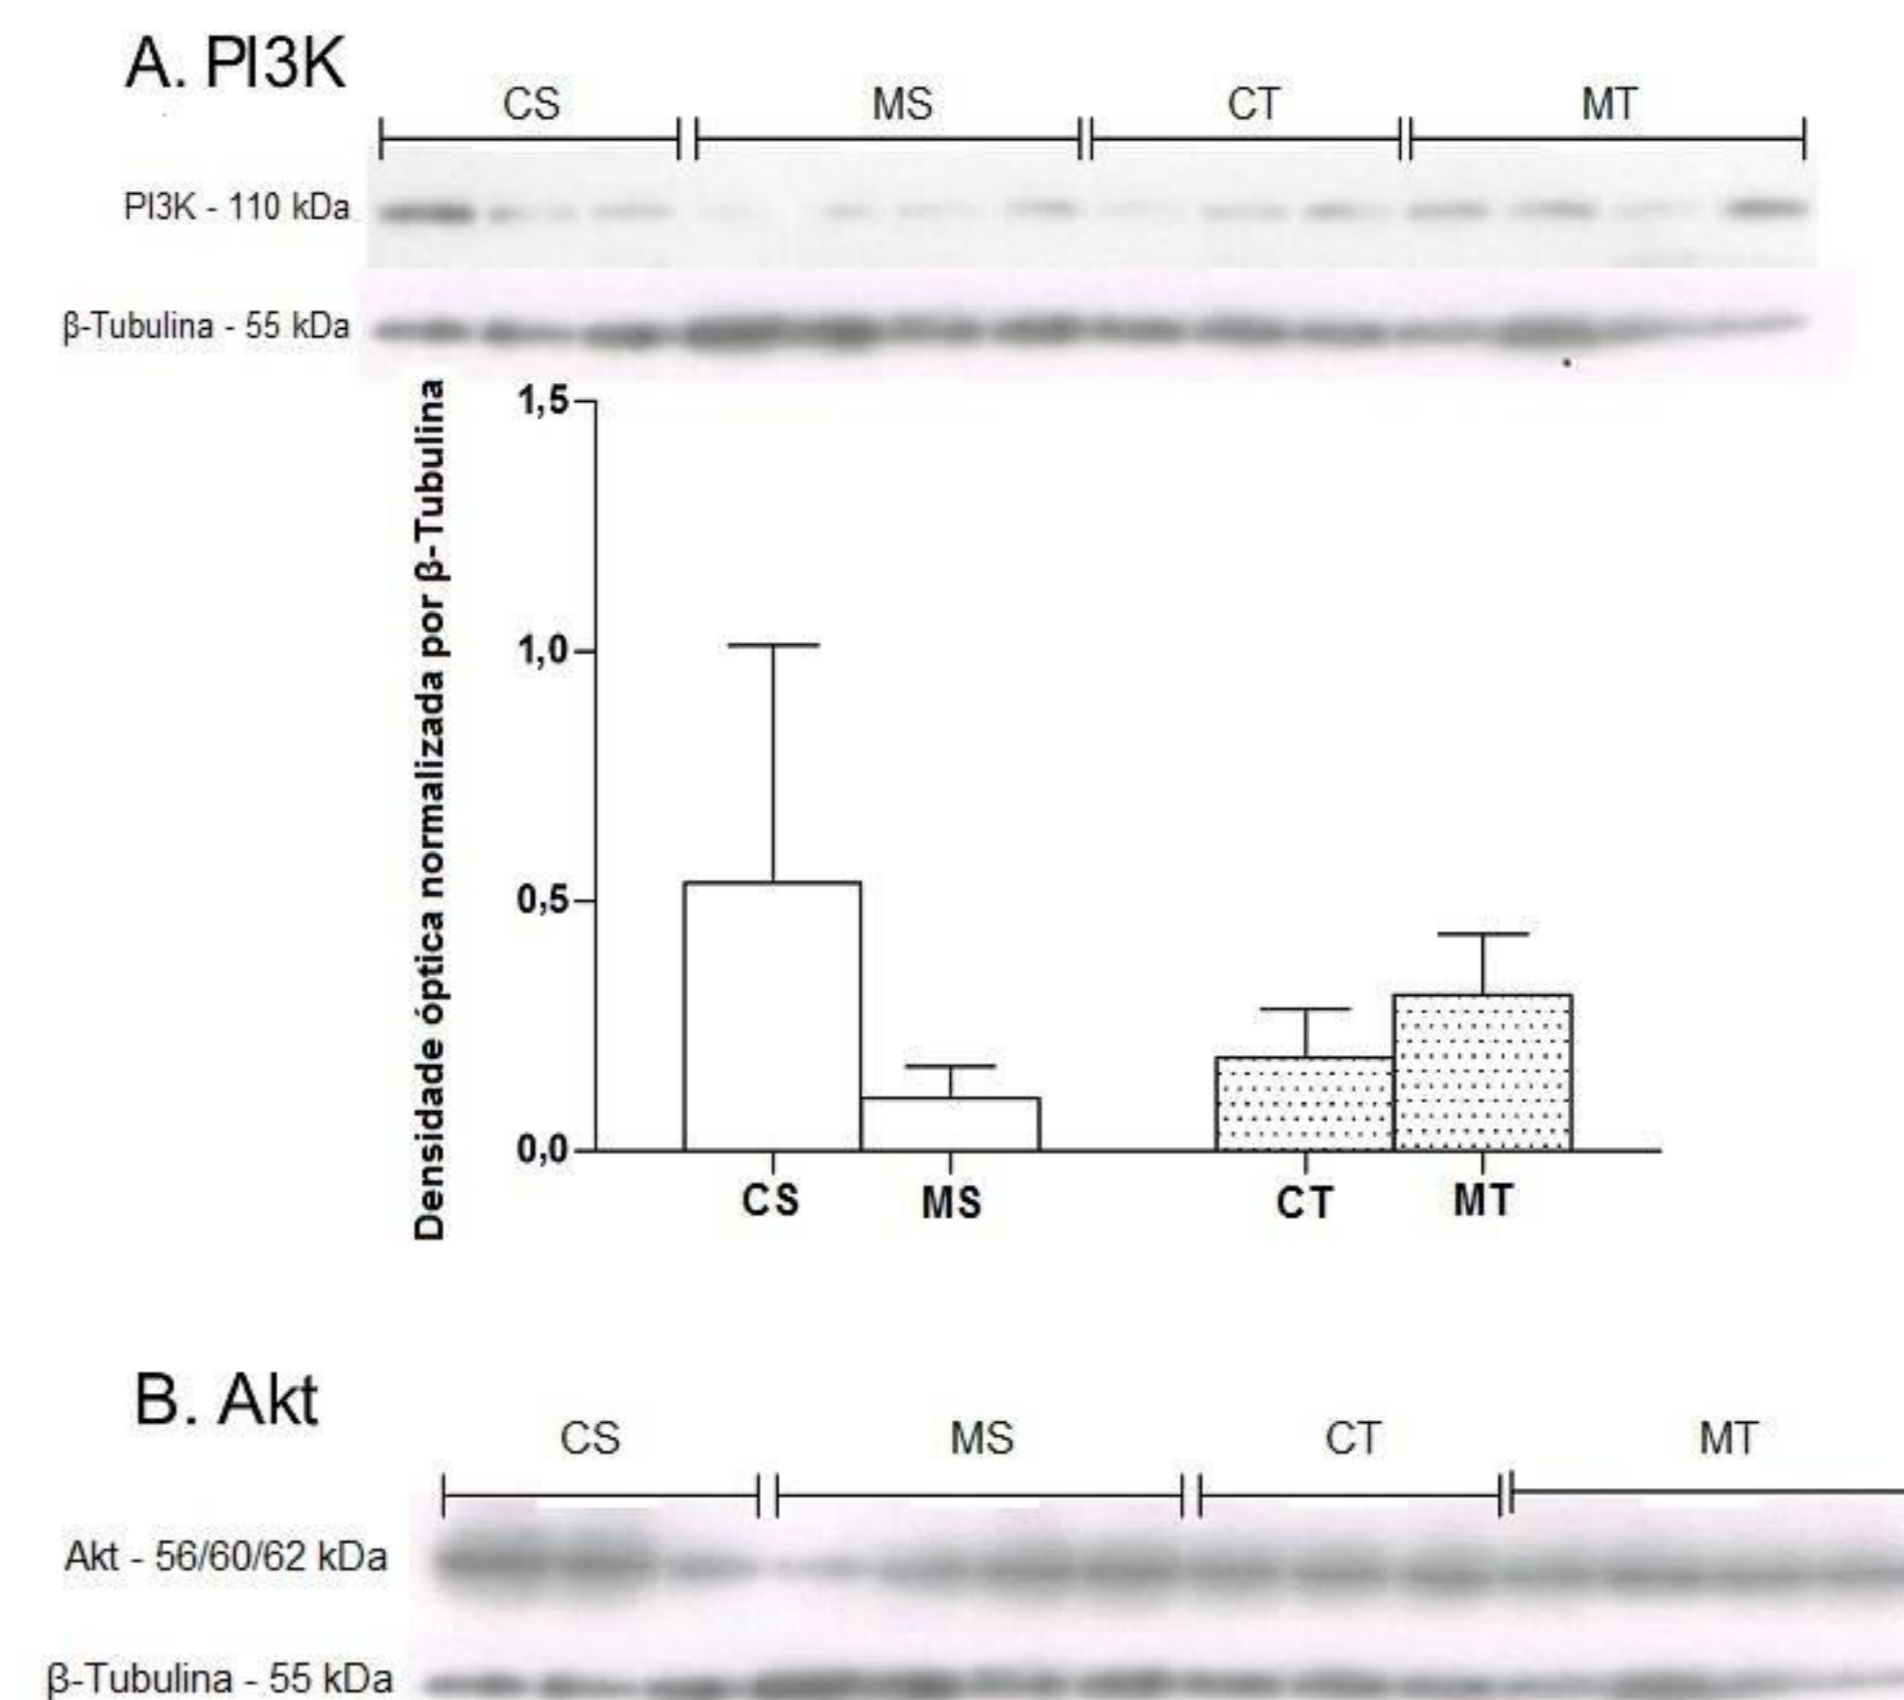 A. PI3K
CS MS CT MT
PI3K - 110 kDa
β-Tubulina - 55 kDa
Densidade óptica normalizada por β-Tubulina
1,5
1,0
0,5
0,0
CS MS CT MT
B. Akt
CS MS CT MT
Akt - 56/60/62 kDa
β-Tubulina - 55 kDa